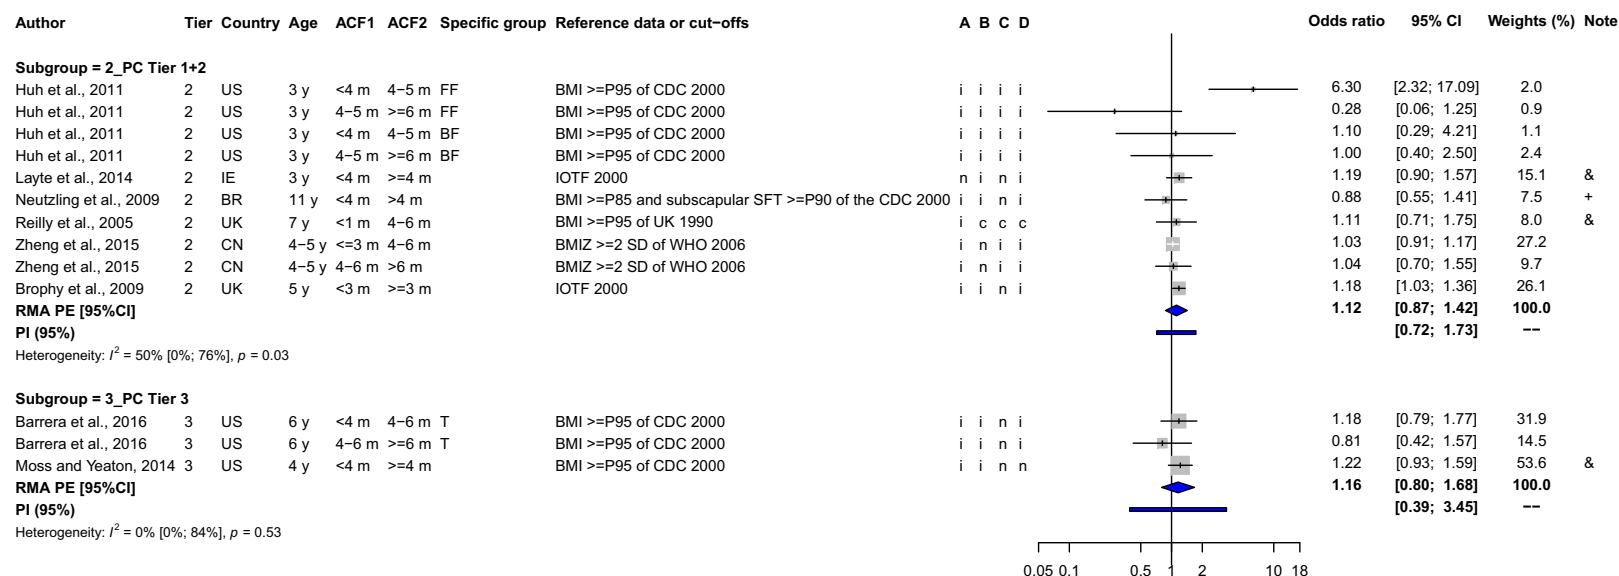 Author Tier Country Age ACF1 ACF2 Specific group Reference data or cut−offs A B C D Odds ratio 95% CI Weights (%) Note
Subgroup = 2_PC Tier 1+2
Huh et al., 2011 2 US 3 y <4 m 4−5 m FF BMI >=P95 of CDC 2000 i i i i 6.30 [2.32; 17.09] 2.0
Huh et al., 2011 2 US 3 y 4−5 m >=6 m FF BMI >=P95 of CDC 2000 i i i i 0.28 [0.06; 1.25] 0.9
Huh et al., 2011 2 US 3 y <4 m 4−5 m BF BMI >=P95 of CDC 2000 i i i i 1.10 [0.29; 4.21] 1.1
Huh et al., 2011 2 US 3 y 4−5 m >=6 m BF BMI >=P95 of CDC 2000 i i i i 1.00 [0.40; 2.50] 2.4
Layte et al., 2014 2 IE 3 y <4 m >=4 m IOTF 2000 n i n i 1.19 [0.90; 1.57] 15.1 &
Neutzling et al., 2009 2 BR 11 y <4 m >4 m BMI >=P85 and subscapular SFT >=P90 of the CDC 2000 i i n i 0.88 [0.55; 1.41] 7.5 +
Reilly et al., 2005 2 UK 7 y <1 m 4−6 m BMI >=P95 of UK 1990 i c c c 1.11 [0.71; 1.75] 8.0 &
Zheng et al., 2015 2 CN 4−5 y <=3 m 4−6 m BMIZ >=2 SD of WHO 2006 i n i i 1.03 [0.91; 1.17] 27.2
Zheng et al., 2015 2 CN 4−5 y 4−6 m >6 m BMIZ >=2 SD of WHO 2006 i n i i 1.04 [0.70; 1.55] 9.7
Brophy et al., 2009 2 UK 5 y <3 m >=3 m IOTF 2000 i i n i 1.18 [1.03; 1.36] 26.1
RMA PE [95%CI] 1.12 [0.87; 1.42] 100.0
PI (95%) [0.72; 1.73] −−
Heterogeneity: I² = 50% [0%; 76%], p = 0.03
Subgroup = 3_PC Tier 3
Barrera et al., 2016 3 US 6 y <4 m 4−6 m T BMI >=P95 of CDC 2000 i i n i 1.18 [0.79; 1.77] 31.9
Barrera et al., 2016 3 US 6 y 4−6 m >=6 m T BMI >=P95 of CDC 2000 i i n i 0.81 [0.42; 1.57] 14.5
Moss and Yeaton, 2014 3 US 4 y <4 m >=4 m BMI >=P95 of CDC 2000 i i n n 1.22 [0.93; 1.59] 53.6 &
RMA PE [95%CI] 1.16 [0.80; 1.68] 100.0
PI (95%) [0.39; 3.45] −−
Heterogeneity: I² = 0% [0%; 84%], p = 0.53
0.05 0.1 0.5 1 2 10 18